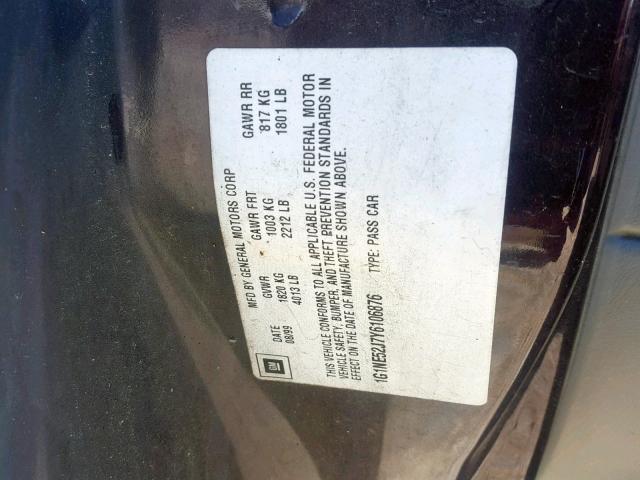 GM
MFD BY GENERAL MOTORS CORP
DATE GVWR GAWR FRT GAWR RR
08/99 1820 KG 1003 KG 817 KG
4013 LB 2212 LB 1801 LB
THIS VEHICLE CONFORMS TO ALL APPLICABLE U.S. FEDERAL MOTOR
VEHICLE SAFETY, BUMPER, AND THEFT PREVENTION STANDARDS IN
EFFECT ON THE DATE OF MANUFACTURE SHOWN ABOVE.
1G1NE52J7Y6106876 TYPE: PASS CAR